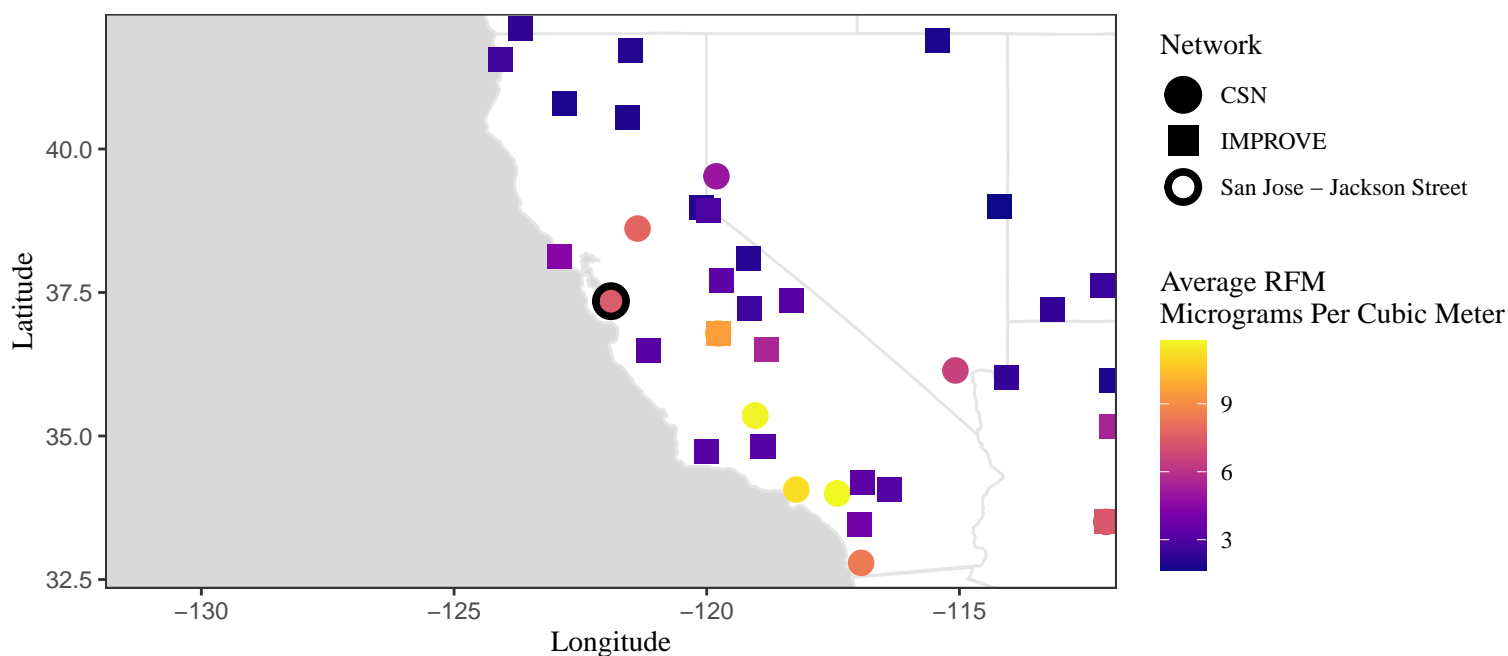 40.0
37.5
35.0
32.5
Latitude
−130
−125
−120
−115
Longitude
Network
CSN
IMPROVE
San Jose − Jackson Street
Average RFM
Micrograms Per Cubic Meter
9
6
3